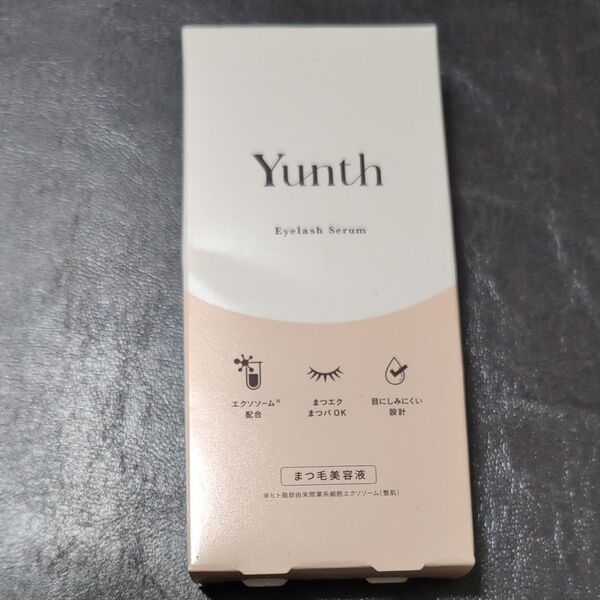 Yunth
Eyelash Serum
エクソソーム※
配合
まつエク
まつパ OK
目にしみにくい
設計
まつ毛美容液
※ヒト脂肪由来間葉系細胞エクソソーム(整肌)